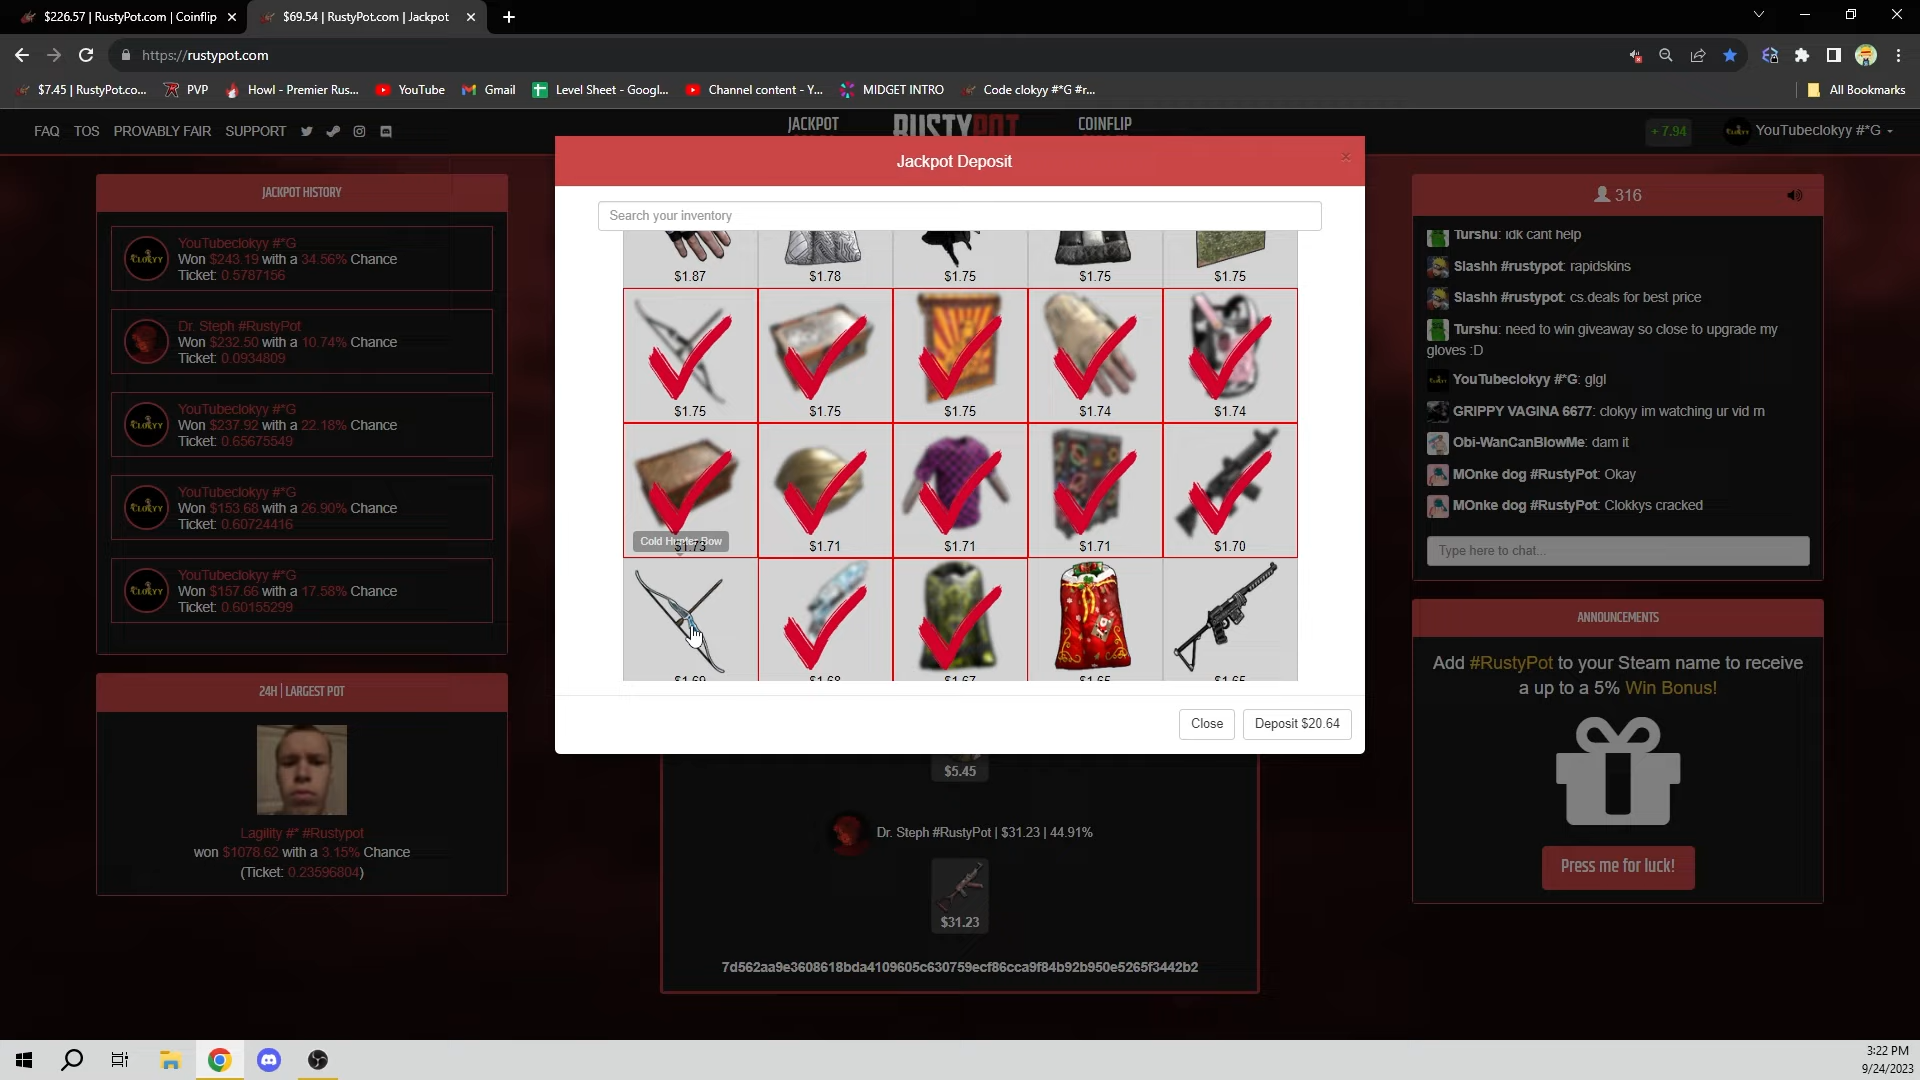 $226.57 | RustyPot.com | Coinflip
$69.54 | RustyPot.com | Jackpot
https://rustypot.com
$7.45 | RustyPot.co...
PVP
Howl - Premier Rus...
YouTube
Gmail
Level Sheet - Googl...
Channel content - Y...
MIDGET INTRO
Code clokyy #*G #r...
All Bookmarks
FAQ
TOS
PROVABLY FAIR
SUPPORT
JACKPOT
RUSTYPOT
COINFLIP
+ 7.94
YouTubeclokyy #*G
JACKPOT HISTORY
YouTubeclokyy #*G
Won $243.19 with a 34.56% Chance
Ticket: 0.5787156
Dr. Steph #RustyPot
Won $232.50 with a 10.74% Chance
Ticket: 0.0934809
YouTubeclokyy #*G
Won $237.92 with a 22.18% Chance
Ticket: 0.65675549
YouTubeclokyy #*G
Won $153.68 with a 26.90% Chance
Ticket: 0.60724416
YouTubeclokyy #*G
Won $157.66 with a 17.58% Chance
Ticket: 0.60155299
24H | LARGEST POT
Lagility #* #Rustypot
won $1078.62 with a 3.15% Chance
(Ticket: 0.23596804)
Jackpot Deposit
Search your inventory
$1.87 $1.78 $1.75 $1.75 $1.75
$1.75 $1.75 $1.75 $1.74 $1.74
Cold Hunter Bow
$1.73 $1.71 $1.71 $1.71 $1.70
$1.69 $1.68 $1.67 $1.65 $1.65
Close
Deposit $20.64
$5.45
Dr. Steph #RustyPot | $31.23 | 44.91%
$31.23
7d562aa9e3608618bda4109605c630759ecf86cca9f84b92b950e5265f3442b2
316
Turshu: idk cant help
Slashh #rustypot: rapidskins
Slashh #rustypot: cs.deals for best price
Turshu: need to win giveaway so close to upgrade my
gloves :D
YouTubeclokyy #*G: glgl
GRIPPY VAGINA 6677: clokyy im watching ur vid rn
Obi-WanCanBlowMe: dam it
MOnke dog #RustyPot: Okay
MOnke dog #RustyPot: Clokkys cracked
Type here to chat...
ANNOUNCEMENTS
Add #RustyPot to your Steam name to receive
a up to a 5% Win Bonus!
Press me for luck!
3:22 PM
9/24/2023